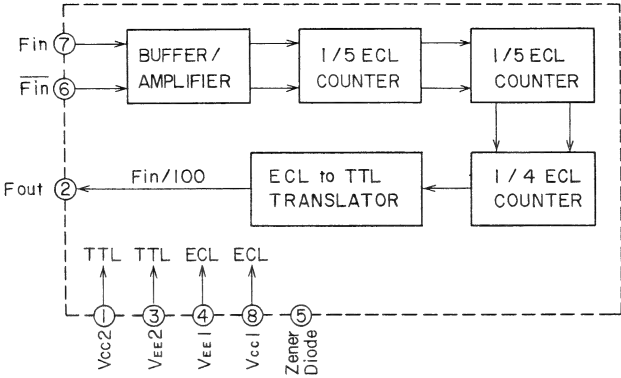 Fin ⑦
BUFFER/
AMPLIFIER
1/5 ECL
COUNTER
1/5 ECL
COUNTER
Fin ⑥
Fout ②
Fin/100
ECL to TTL
TRANSLATOR
1/4 ECL
COUNTER
TTL TTL ECL ECL
① ③ ④ ⑧ ⑤
Vcc2
VEE2
VEE1
Vcc1
Zener
Diode